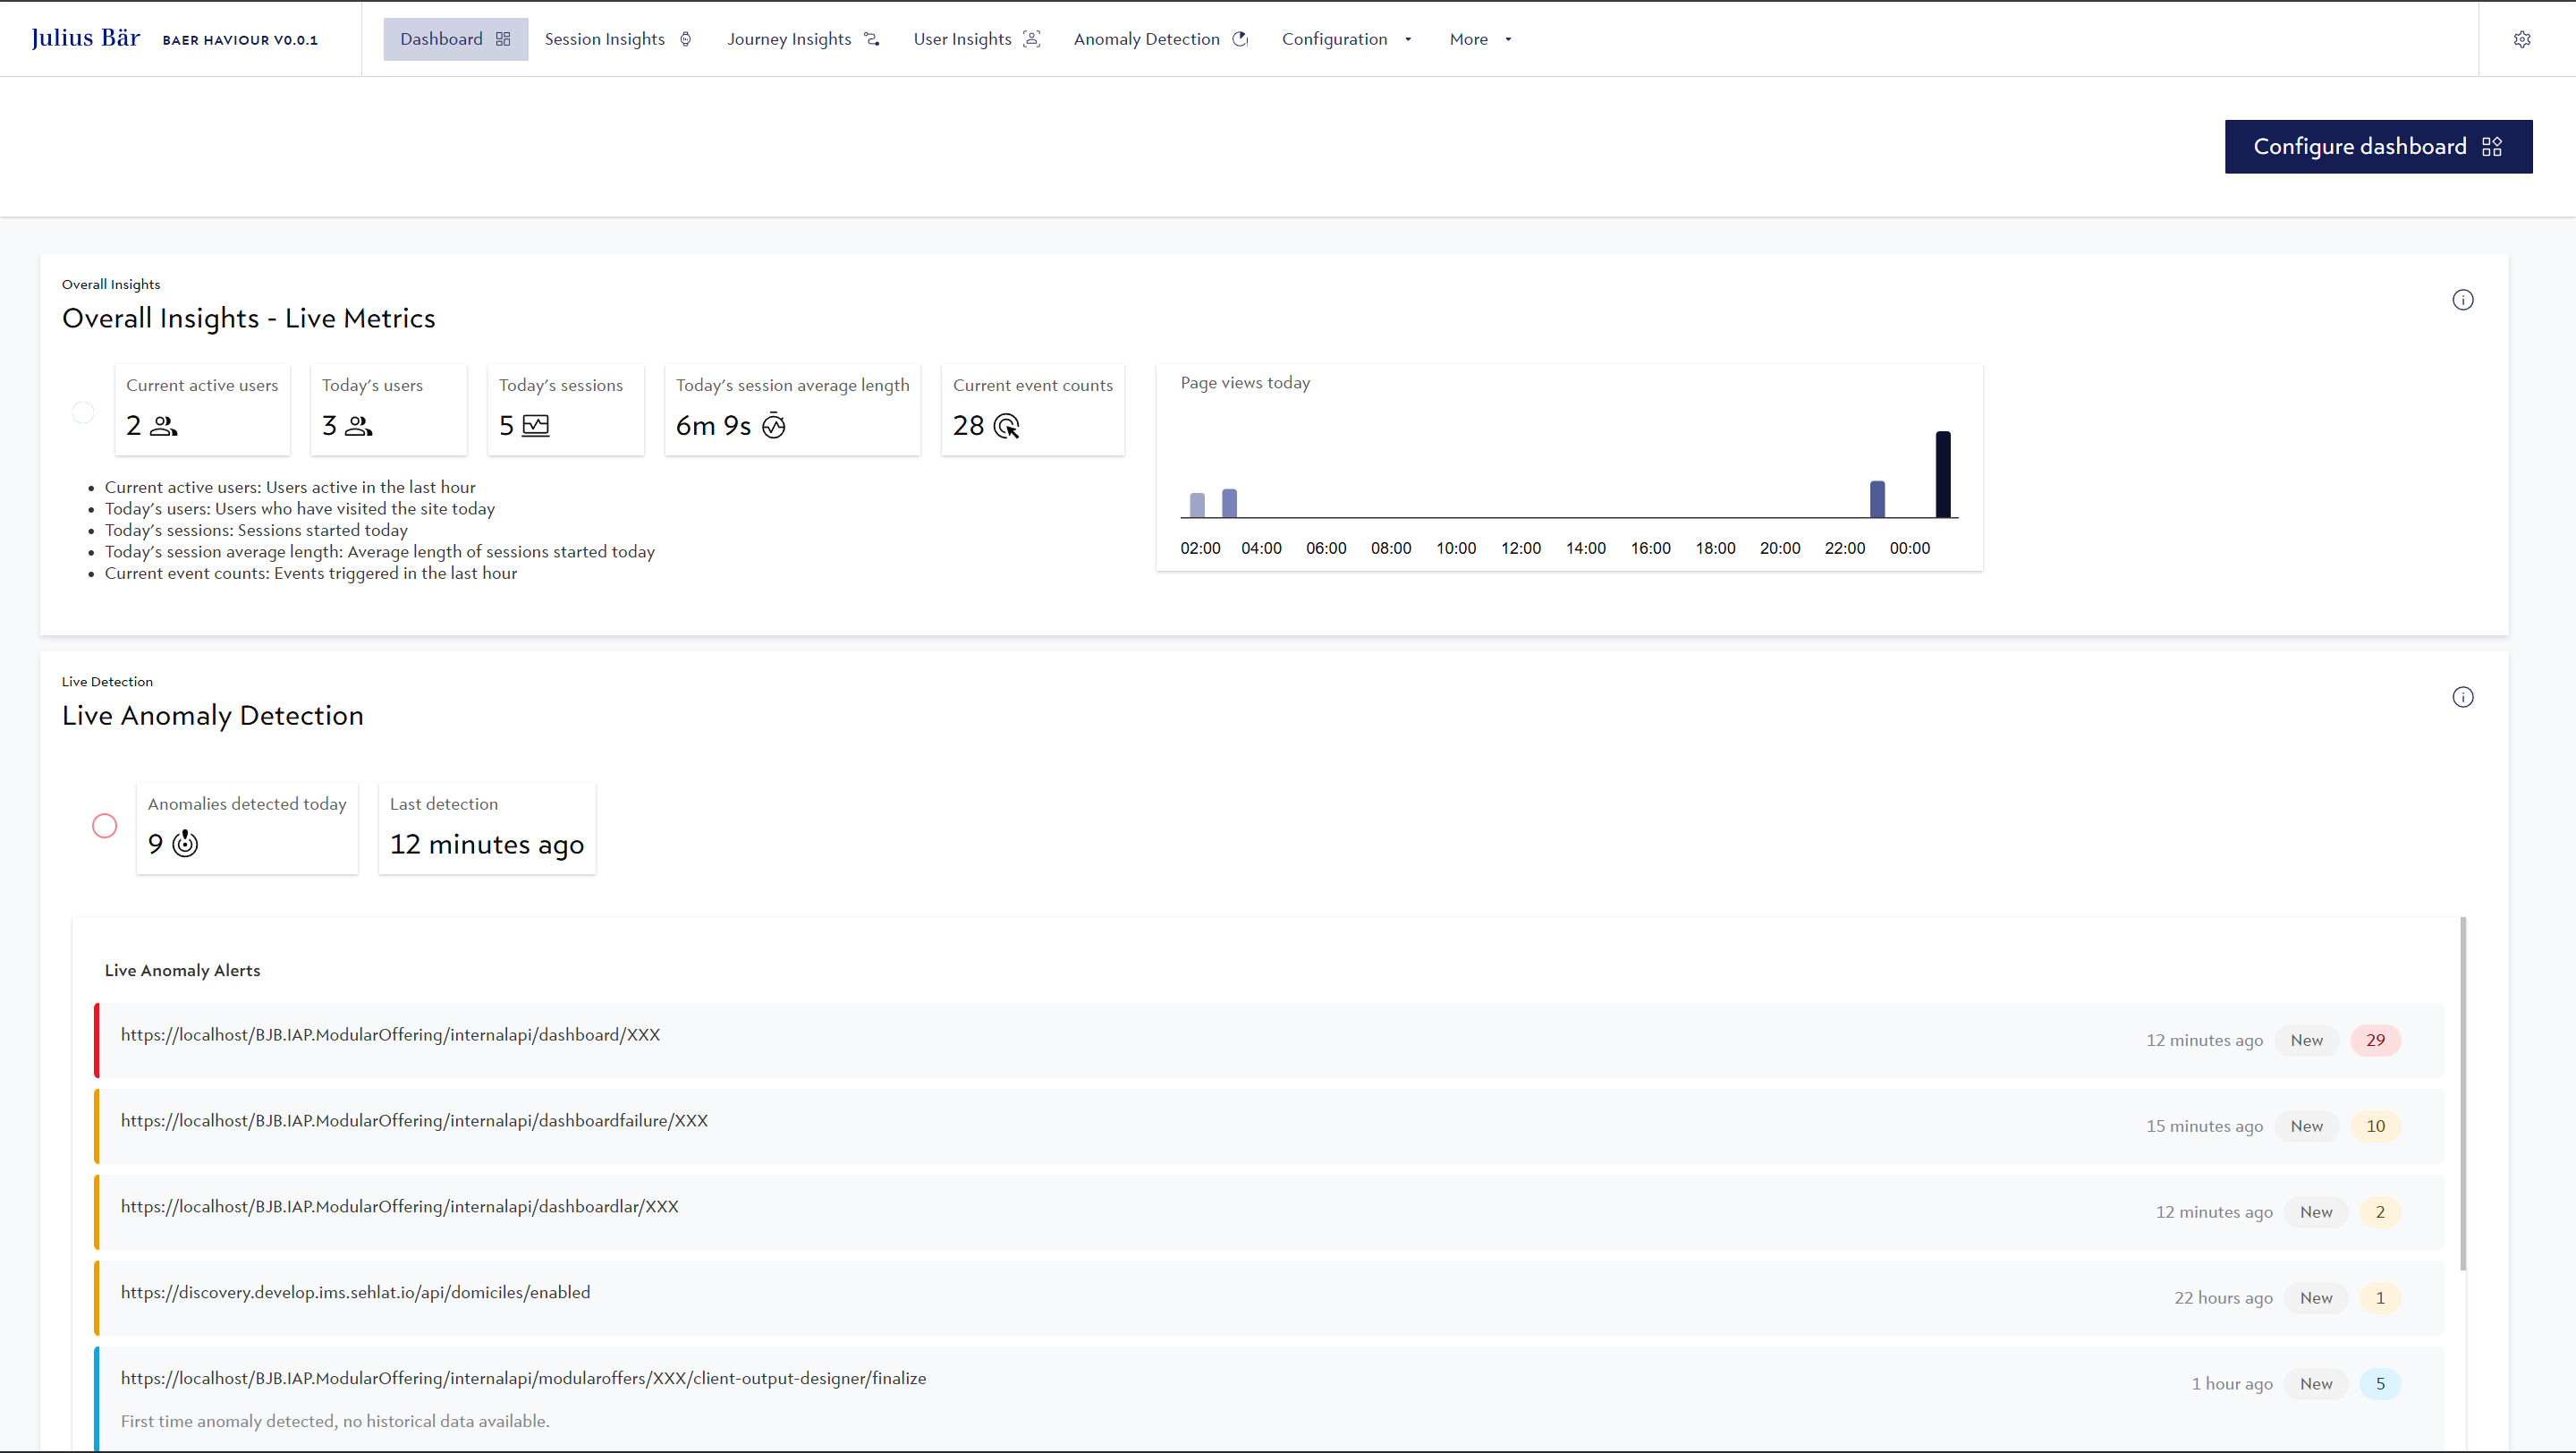 Julius Bär BAER HAVIOUR V0.0.1 Dashboard Session Insights Journey Insights User Insights Anomaly Detection Configuration More
Configure dashboard
Overall Insights
Overall Insights - Live Metrics
Current active users
2
Today's users
3
Today's sessions
5
Today's session average length
6m 9s
Current event counts
28
Page views today
02:00 04:00 06:00 08:00 10:00 12:00 14:00 16:00 18:00 20:00 22:00 00:00
Current active users: Users active in the last hour
Today's users: Users who have visited the site today
Today's sessions: Sessions started today
Today's session average length: Average length of sessions started today
Current event counts: Events triggered in the last hour
Live Detection
Live Anomaly Detection
Anomalies detected today
9
Last detection
12 minutes ago
Live Anomaly Alerts
https://localhost/BJB.IAP.ModularOffering/internalapi/dashboard/XXX 12 minutes ago New 29
https://localhost/BJB.IAP.ModularOffering/internalapi/dashboardfailure/XXX 15 minutes ago New 10
https://localhost/BJB.IAP.ModularOffering/internalapi/dashboardlar/XXX 12 minutes ago New 2
https://discovery.develop.ims.sehlat.io/api/domiciles/enabled 22 hours ago New 1
https://localhost/BJB.IAP.ModularOffering/internalapi/modularoffers/XXX/client-output-designer/finalize 1 hour ago New 5
First time anomaly detected, no historical data available.